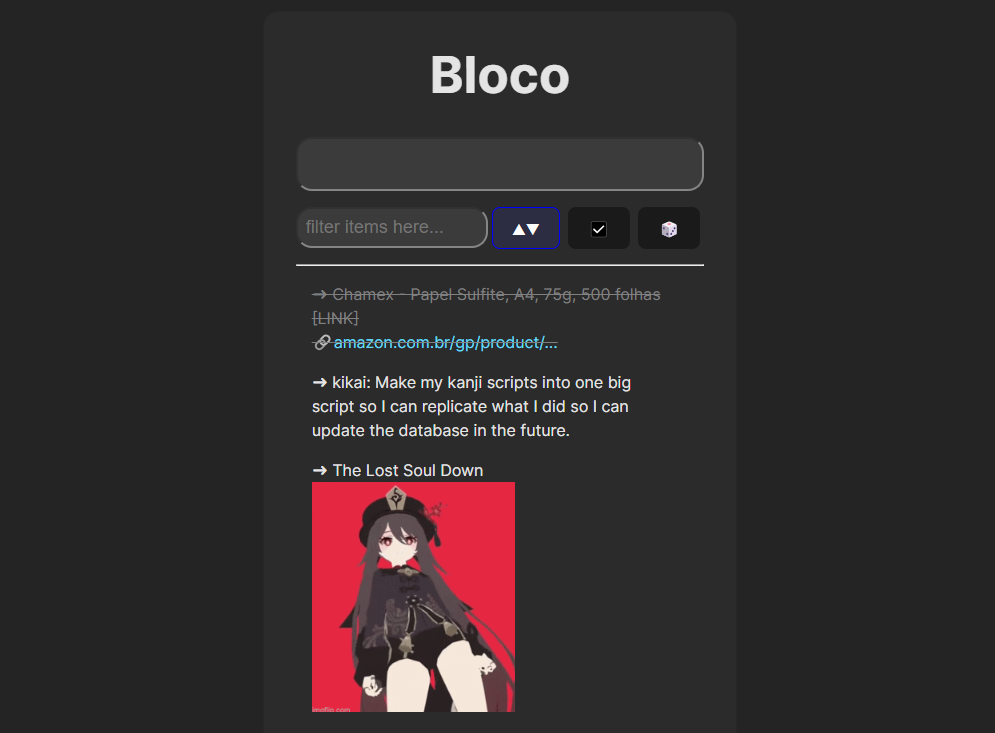 Bloco
filter items here...
▲▼
➜ Chamex - Papel Sulfite, A4, 75g, 500 folhas
[LINK]
🔗 amazon.com.br/gp/product/...
➜ kikai: Make my kanji scripts into one big
script so I can replicate what I did so I can
update the database in the future.
➜ The Lost Soul Down
imgflip.com